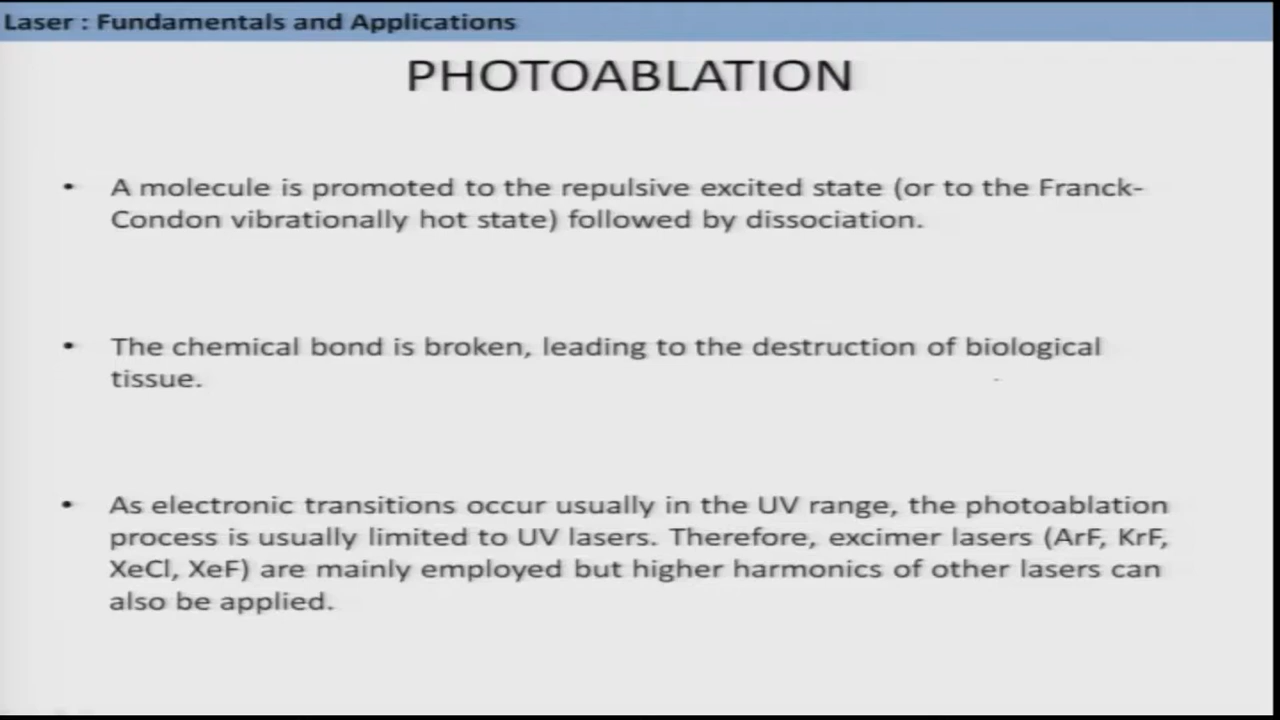 Laser : Fundamentals and Applications
PHOTOABLATION
• A molecule is promoted to the repulsive excited state (or to the Franck-
Condon vibrationally hot state) followed by dissociation.
• The chemical bond is broken, leading to the destruction of biological
tissue.
• As electronic transitions occur usually in the UV range, the photoablation
process is usually limited to UV lasers. Therefore, excimer lasers (ArF, KrF,
XeCl, XeF) are mainly employed but higher harmonics of other lasers can
also be applied.